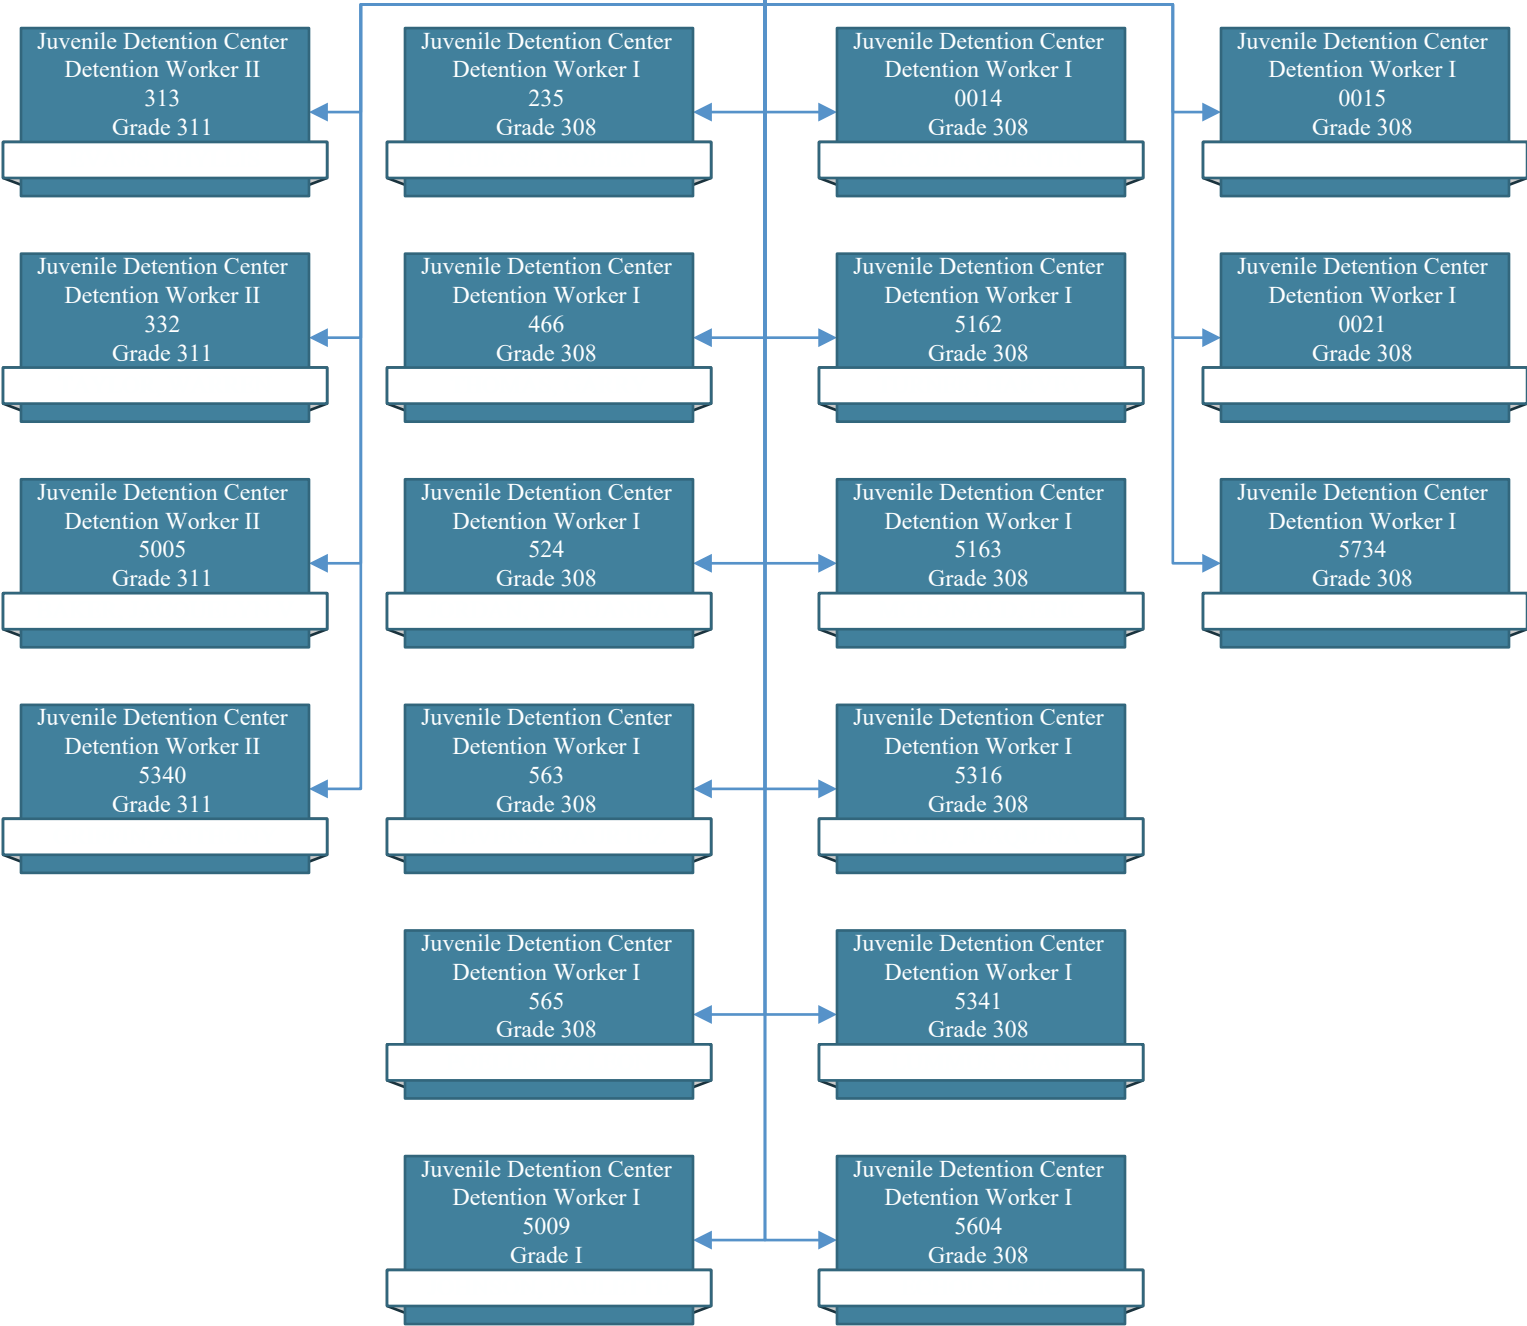 Juvenile Detention Center
Detention Worker II
313
Grade 311
Juvenile Detention Center
Detention Worker I
235
Grade 308
Juvenile Detention Center
Detention Worker I
0014
Grade 308
Juvenile Detention Center
Detention Worker I
0015
Grade 308
Juvenile Detention Center
Detention Worker II
332
Grade 311
Juvenile Detention Center
Detention Worker I
466
Grade 308
Juvenile Detention Center
Detention Worker I
5162
Grade 308
Juvenile Detention Center
Detention Worker I
0021
Grade 308
Juvenile Detention Center
Detention Worker II
5005
Grade 311
Juvenile Detention Center
Detention Worker I
524
Grade 308
Juvenile Detention Center
Detention Worker I
5163
Grade 308
Juvenile Detention Center
Detention Worker I
5734
Grade 308
Juvenile Detention Center
Detention Worker II
5340
Grade 311
Juvenile Detention Center
Detention Worker I
563
Grade 308
Juvenile Detention Center
Detention Worker I
5316
Grade 308
Juvenile Detention Center
Detention Worker I
565
Grade 308
Juvenile Detention Center
Detention Worker I
5341
Grade 308
Juvenile Detention Center
Detention Worker I
5009
Grade I
Juvenile Detention Center
Detention Worker I
5604
Grade 308